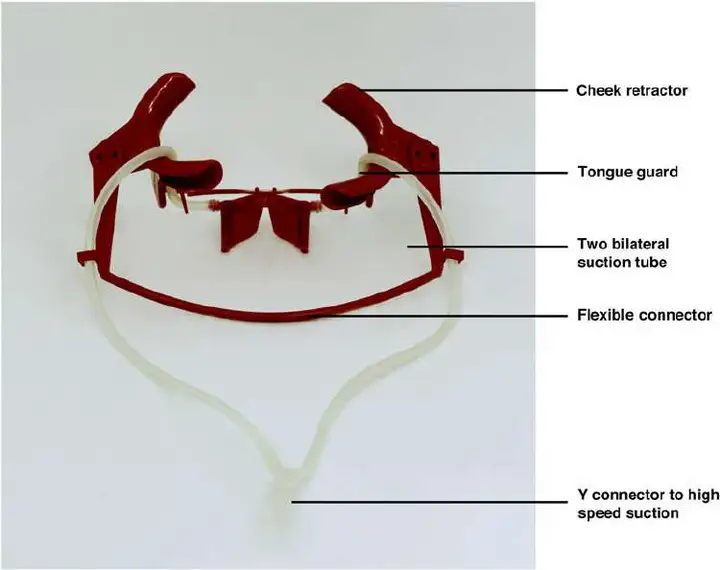 Cheek retractor
Tongue guard
Two bilateral
suction tube
Flexible connector
Y connector to high
speed suction